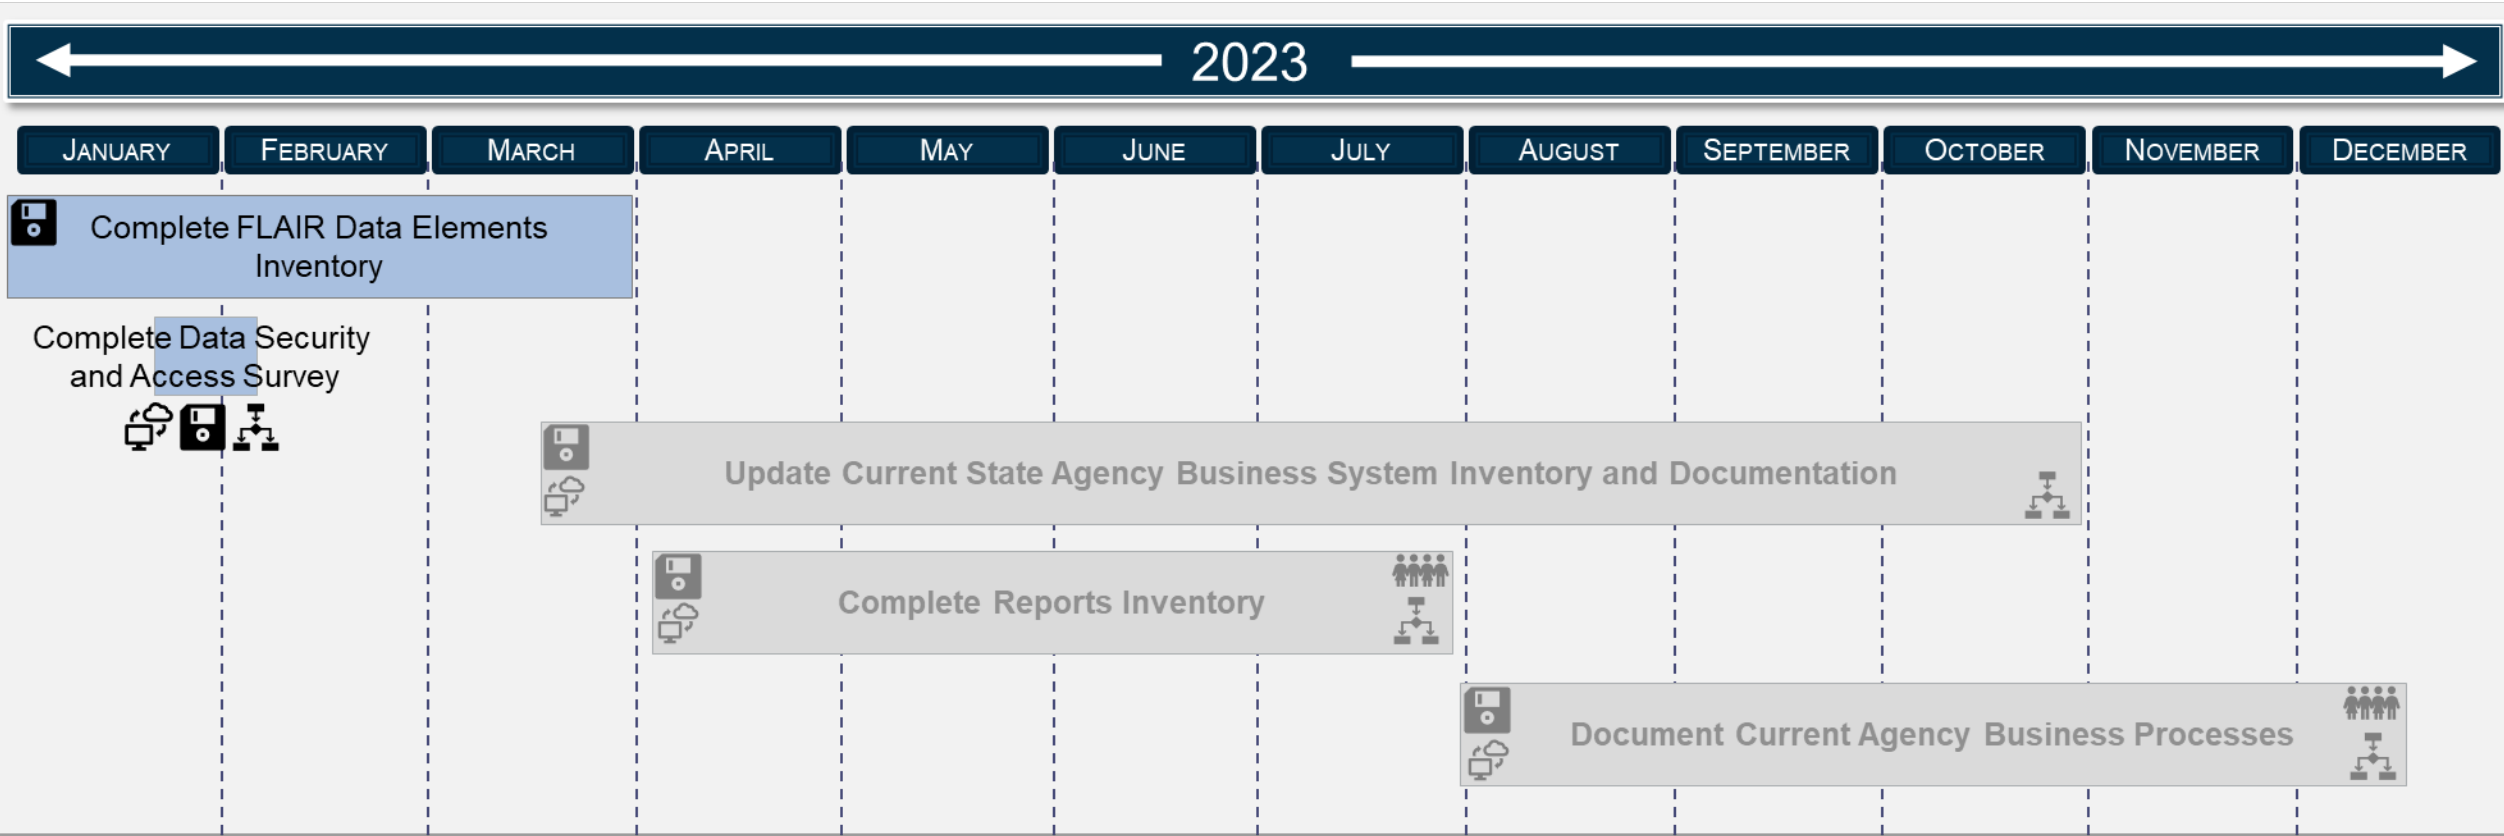 2023
January
February
March
April
May
June
July
August
September
October
November
December
Complete FLAIR Data Elements
Inventory
Complete Data Security
and Access Survey
Update Current State Agency Business System Inventory and Documentation
Complete Reports Inventory
Document Current Agency Business Processes